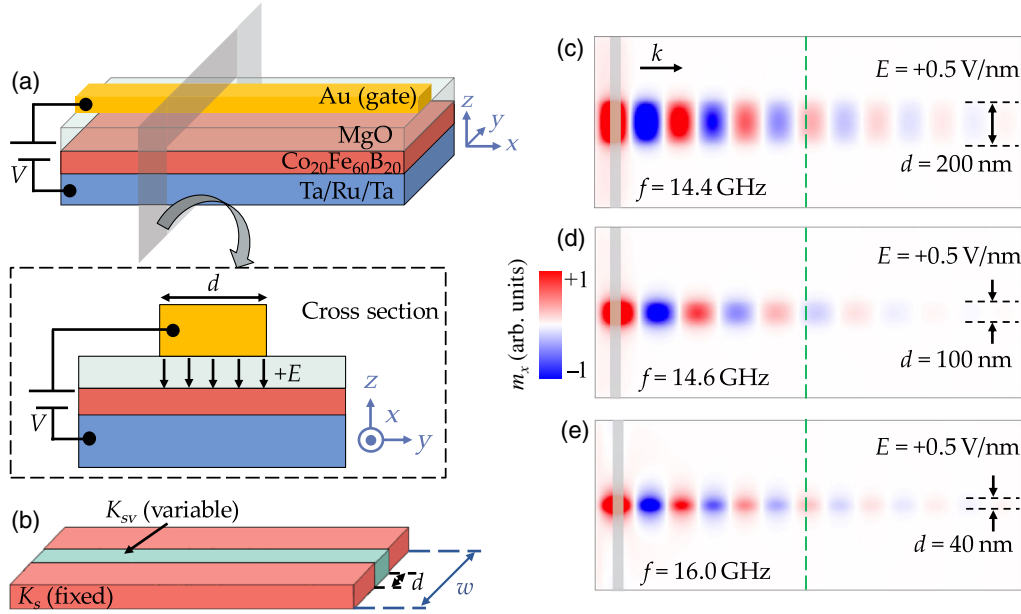 (a)
Au (gate)
MgO
Co20Fe60B20
Ta/Ru/Ta
V
z
y
x
d
Cross section
+E
V
z
x
y
(b)
Ksv (variable)
Ks (fixed)
d
w
(c)
k
E = +0.5 V/nm
d = 200 nm
f = 14.4 GHz
(d)
mx (arb. units)
+1
−1
E = +0.5 V/nm
d = 100 nm
f = 14.6 GHz
(e)
E = +0.5 V/nm
d = 40 nm
f = 16.0 GHz